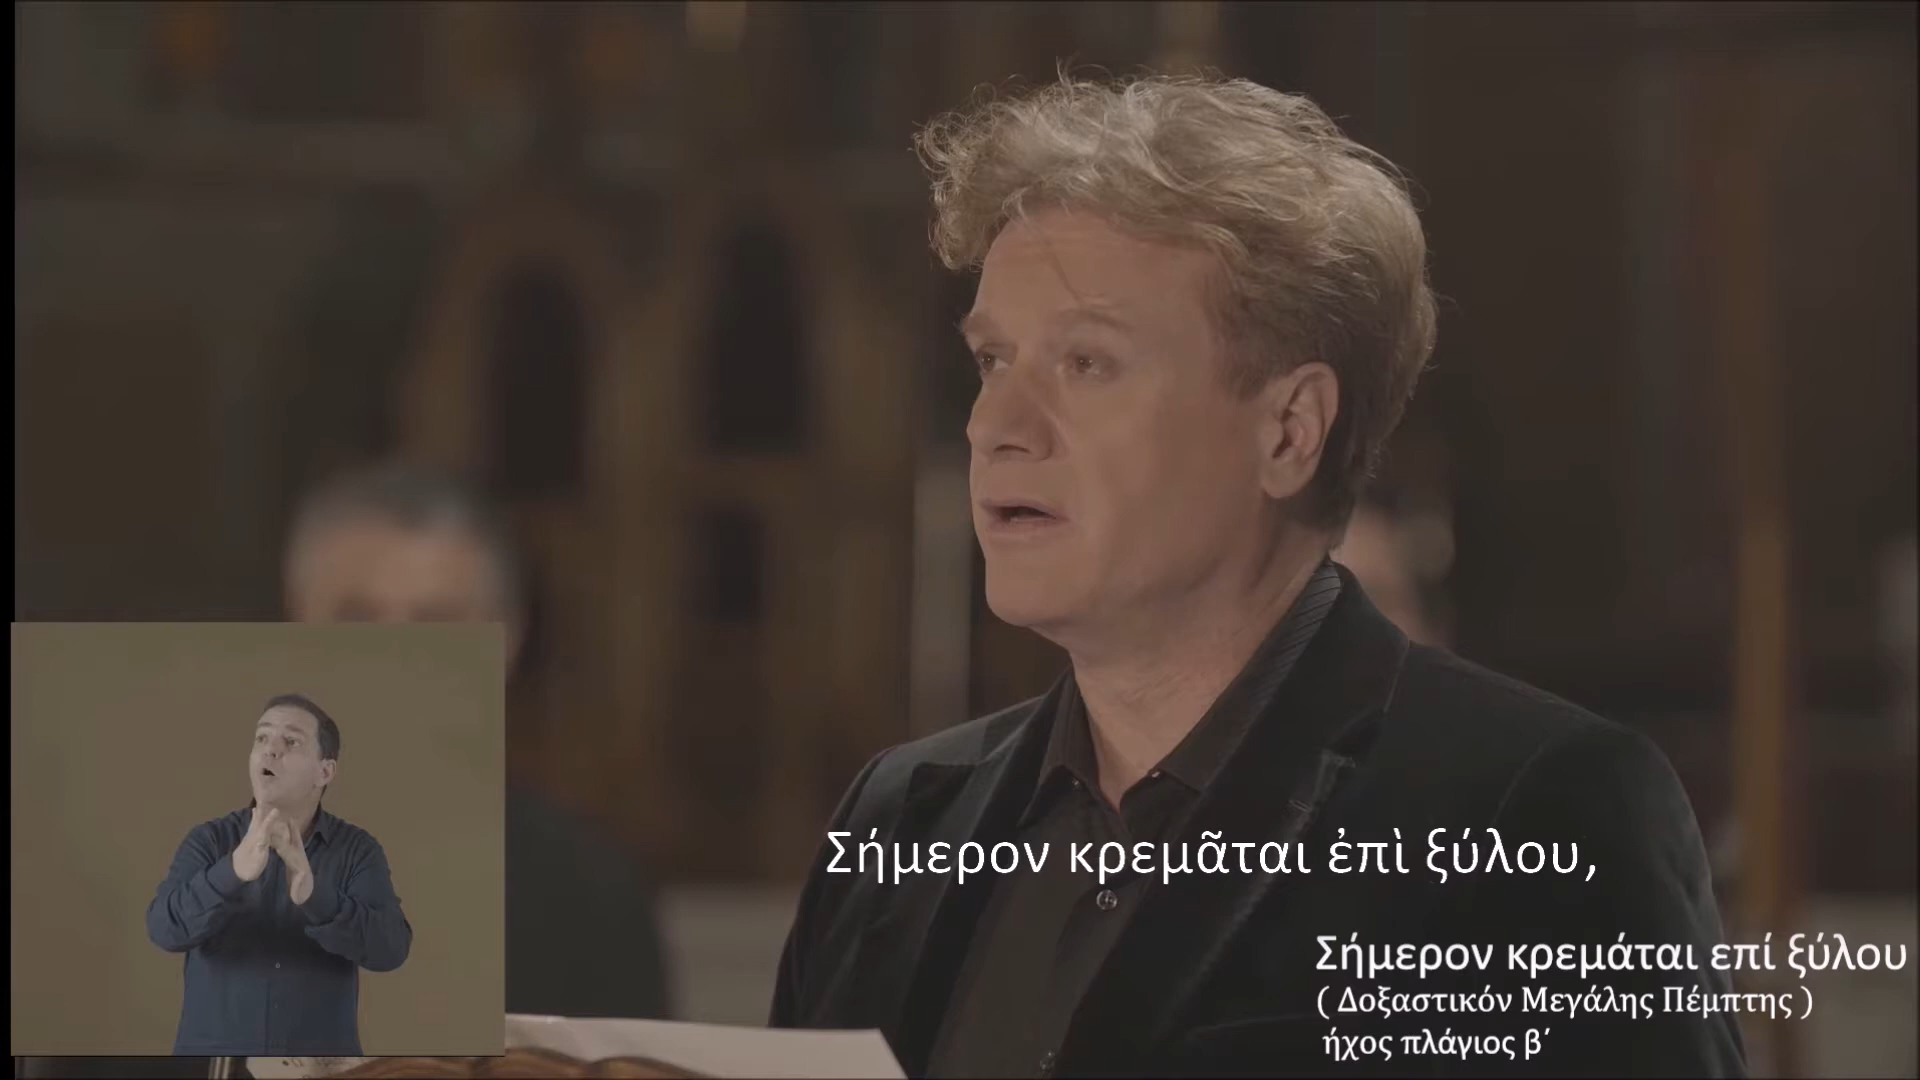 Σήμερον κρεμᾶται ἐπὶ ξύλου,
Σήμερον κρεμάται επί ξύλου
( Δοξαστικόν Μεγάλης Πέμπτης )
ήχος πλάγιος β΄